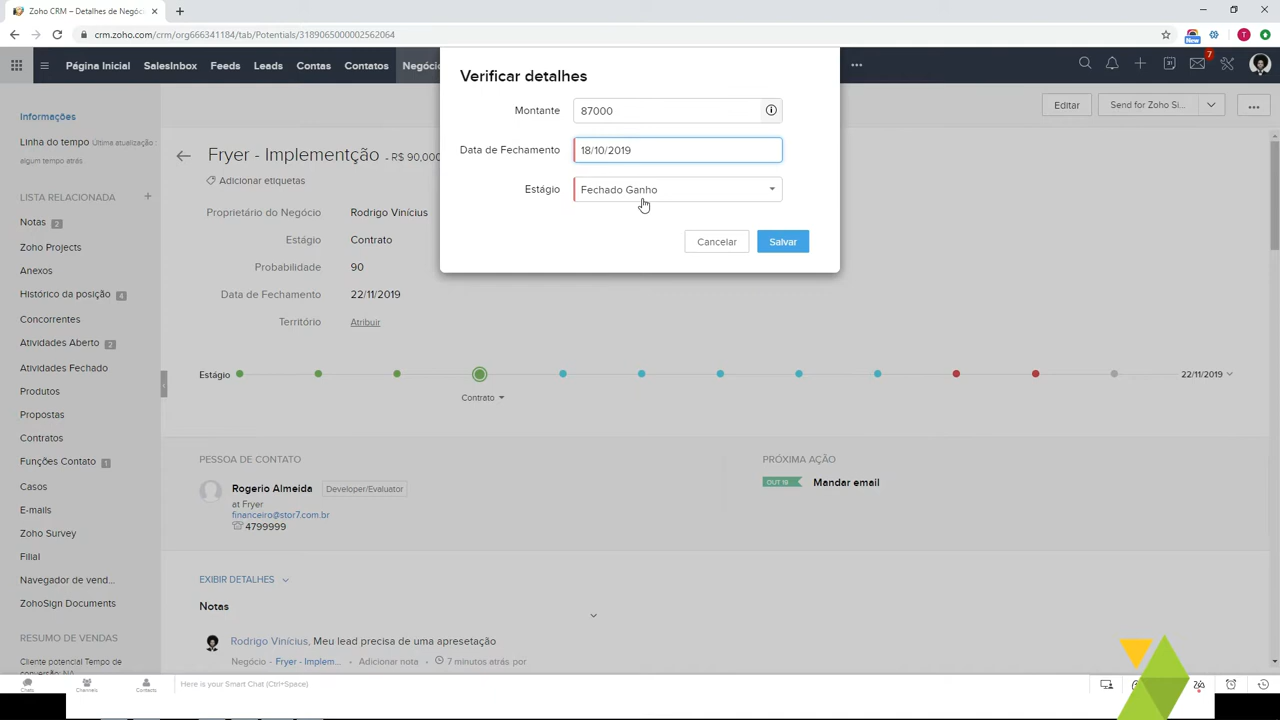 Zoho CRM – Detalhes de Negóci
crm.zoho.com/crm/org666341184/tab/Potentials/3189065000002562064
New
T
Página Inicial SalesInbox Feeds Leads Contas Contatos Negóci
7
Verificar detalhes
Montante 87000
Data de Fechamento 18/10/2019
Estágio Fechado Ganho
Cancelar Salvar
Editar Send for Zoho Si...
Informações
Linha do tempo Última atualização :
algum tempo atrás
LISTA RELACIONADA
Notas 2
Zoho Projects
Anexos
Histórico da posição 4
Concorrentes
Atividades Aberto 2
Atividades Fechado
Produtos
Propostas
Contratos
Funções Contato 1
Casos
E-mails
Zoho Survey
Filial
Navegador de vend...
ZohoSign Documents
RESUMO DE VENDAS
Cliente potencial Tempo de
conversão: NA
Fryer - Implementção - R$ 90,000
Adicionar etiquetas
Proprietário do Negócio Rodrigo Vinícius
Estágio Contrato
Probabilidade 90
Data de Fechamento 22/11/2019
Território Atribuir
Estágio 22/11/2019
Contrato
PESSOA DE CONTATO
Rogerio Almeida Developer/Evaluator
at Fryer
financeiro@stor7.com.br
4799999
PRÓXIMA AÇÃO
OUT 19 Mandar email
EXIBIR DETALHES
Notas
Rodrigo Vinícius, Meu lead precisa de uma apresetação
Negócio - Fryer - Implem... Adicionar nota 7 minutos atrás por
Chats Channels Contacts Here is your Smart Chat (Ctrl+Space)